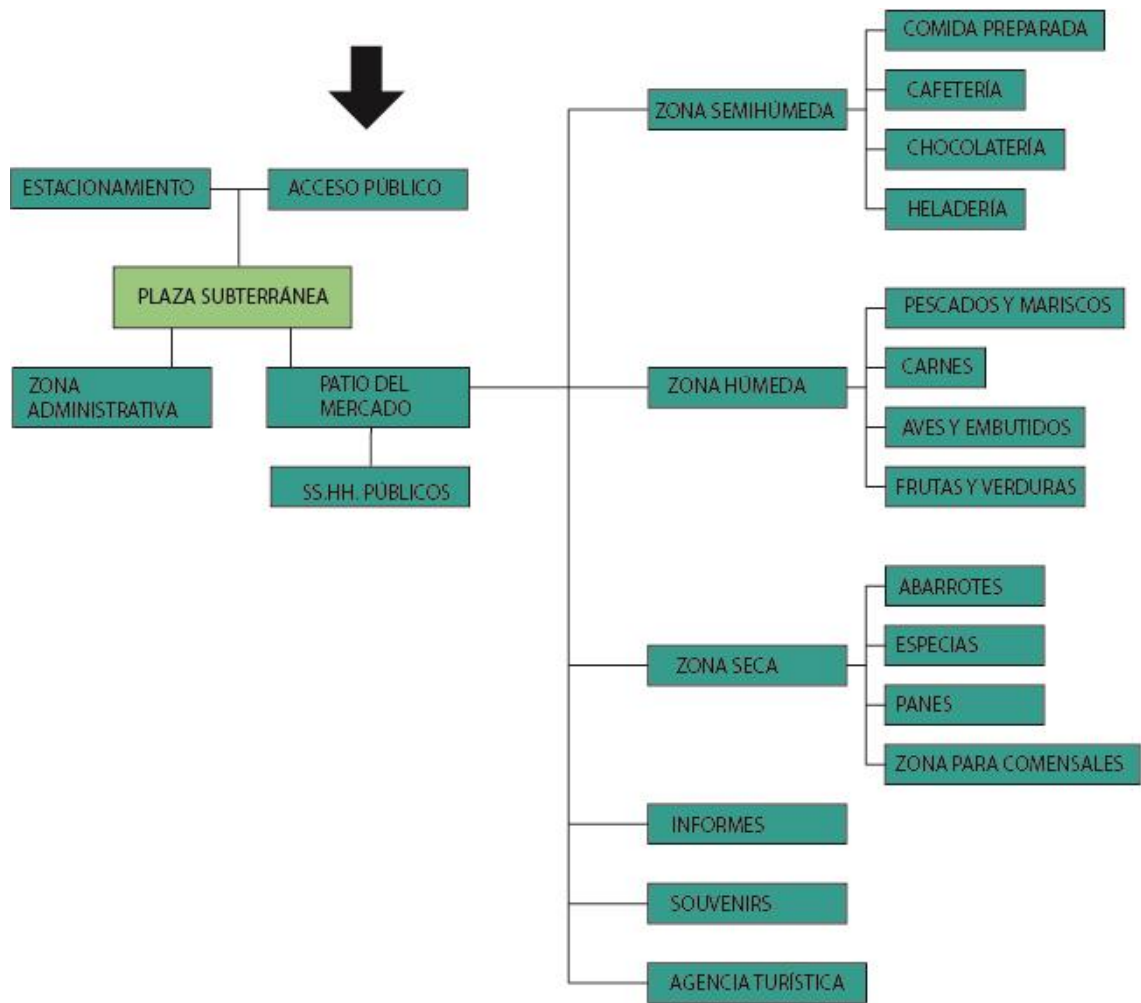 ESTACIONAMIENTO
ACCESO PÚBLICO
PLAZA SUBTERRÁNEA
ZONA
ADMINISTRATIVA
PATIO DEL
MERCADO
SS.HH. PÚBLICOS
ZONA SEMIHÚMEDA
COMIDA PREPARADA
CAFETERÍA
CHOCOLATERÍA
HELADERÍA
ZONA HÚMEDA
PESCADOS Y MARISCOS
CARNES
AVES Y EMBUTIDOS
FRUTAS Y VERDURAS
ZONA SECA
ABARROTES
ESPECIAS
PANES
ZONA PARA COMENSALES
INFORMES
SOUVENIRS
AGENCIA TURÍSTICA